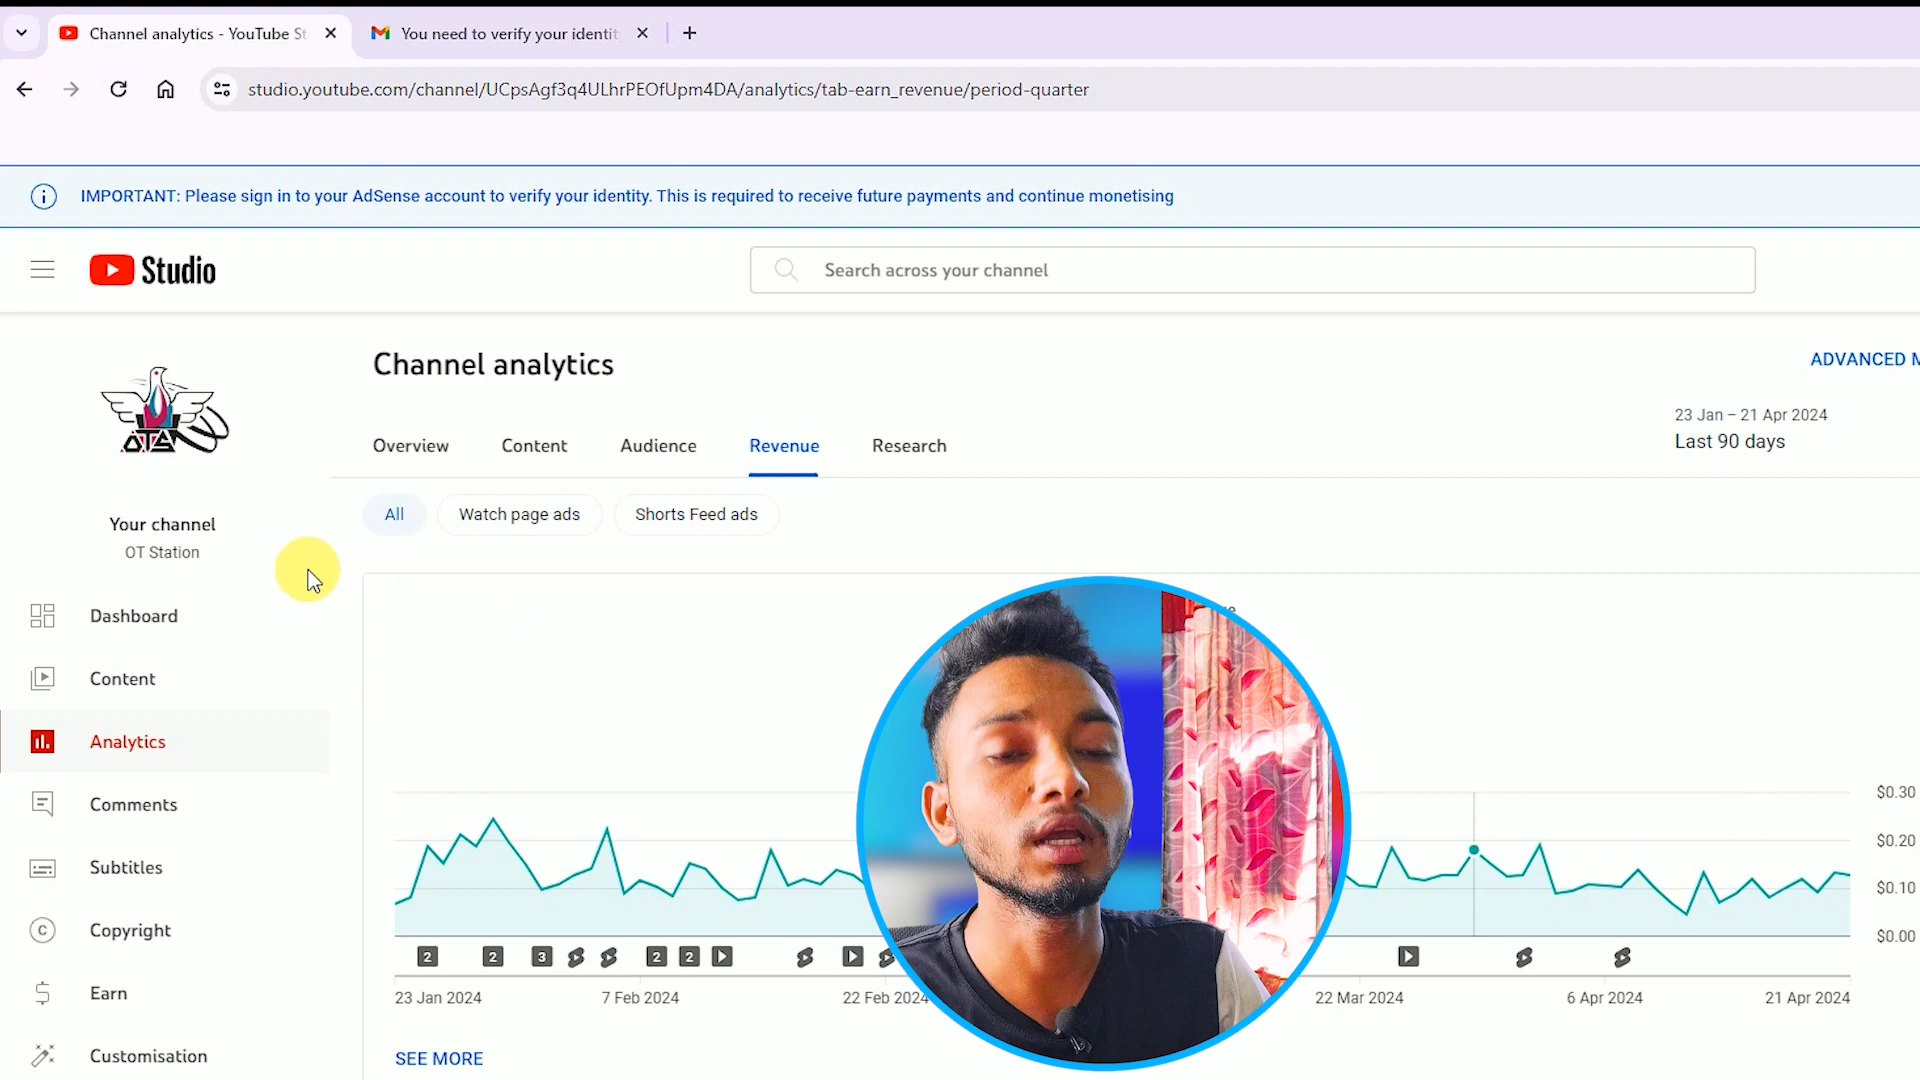 Channel analytics - YouTube St
You need to verify your identit
studio.youtube.com/channel/UCpsAgf3q4ULhrPEOfUpm4DA/analytics/tab-earn_revenue/period-quarter
IMPORTANT: Please sign in to your AdSense account to verify your identity. This is required to receive future payments and continue monetising
Studio
Search across your channel
Channel analytics
ADVANCED M
23 Jan – 21 Apr 2024
Last 90 days
Overview
Content
Audience
Revenue
Research
All
Watch page ads
Shorts Feed ads
OTS
Your channel
OT Station
Dashboard
Content
Analytics
Comments
Subtitles
Copyright
Earn
Customisation
$0.30
$0.20
$0.10
$0.00
2
2
3
2
2
23 Jan 2024
7 Feb 2024
22 Feb 2024
22 Mar 2024
6 Apr 2024
21 Apr 2024
SEE MORE